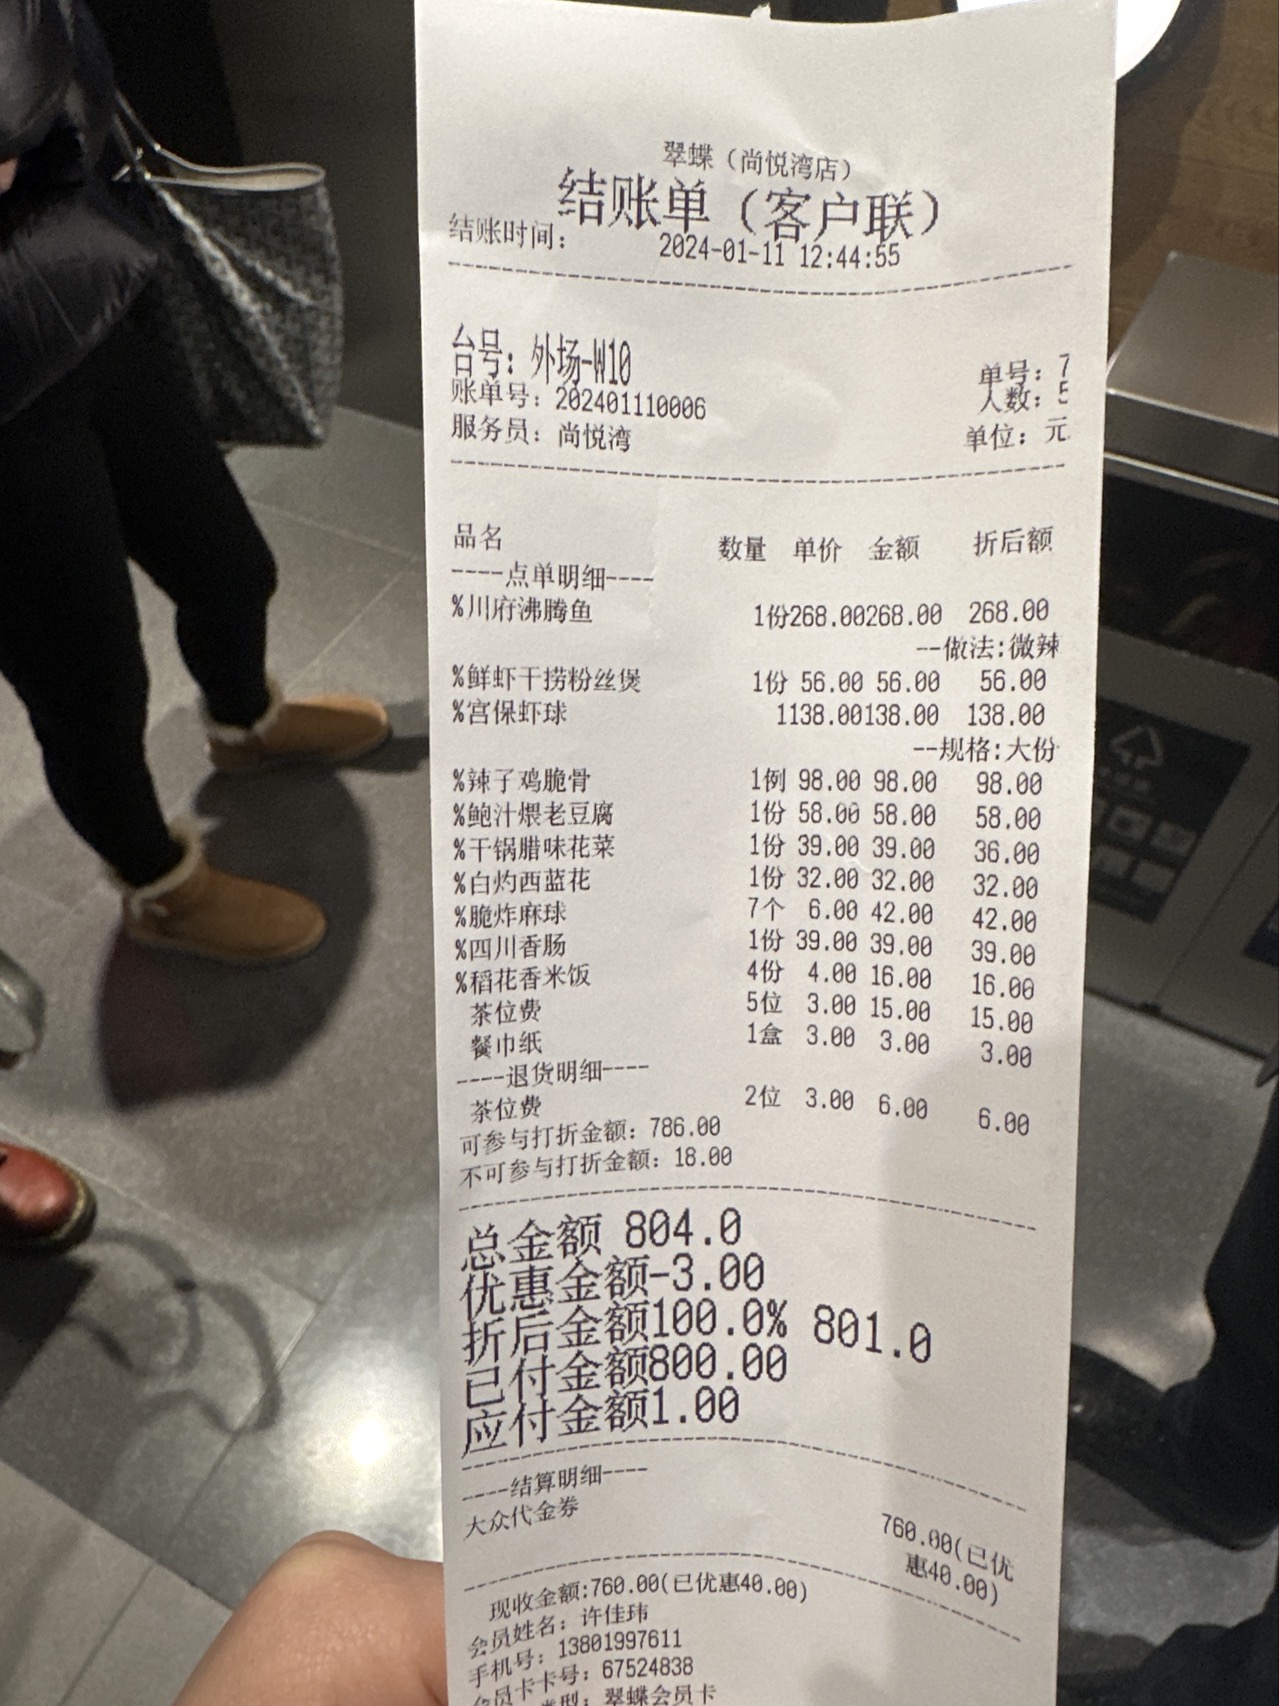 翠蝶（尚悦湾店）
结账单（客户联）
结账时间： 2024-01-11 12:44:55
台号：外场-W10 单号：7
账单号：202401110006 人数：5
服务员：尚悦湾 单位：元
品名 数量 单价 金额 折后额
----点单明细----
%川府沸腾鱼 1份268.00268.00 268.00
--做法:微辣
%鲜虾干捞粉丝煲 1份 56.00 56.00 56.00
%宫保虾球 1138.00138.00 138.00
--规格:大份
%辣子鸡脆骨 1例 98.00 98.00 98.00
%鲍汁煨老豆腐 1份 58.00 58.00 58.00
%干锅腊味花菜 1份 39.00 39.00 36.00
%白灼西蓝花 1份 32.00 32.00 32.00
%脆炸麻球 7个 6.00 42.00 42.00
%四川香肠 1份 39.00 39.00 39.00
%稻花香米饭 4份 4.00 16.00 16.00
茶位费 5位 3.00 15.00 15.00
餐巾纸 1盒 3.00 3.00 3.00
----退货明细----
茶位费 2位 3.00 6.00 6.00
可参与打折金额：786.00
不可参与打折金额：18.00
总金额 804.0
优惠金额-3.00
折后金额100.0% 801.0
已付金额800.00
应付金额1.00
----结算明细----
大众代金券 760.00(已优
惠40.00)
现收金额:760.00(已优惠40.00)
会员姓名：许佳玮
手机号：13801997611
会员卡卡号：67524838
类型：翠蝶会员卡